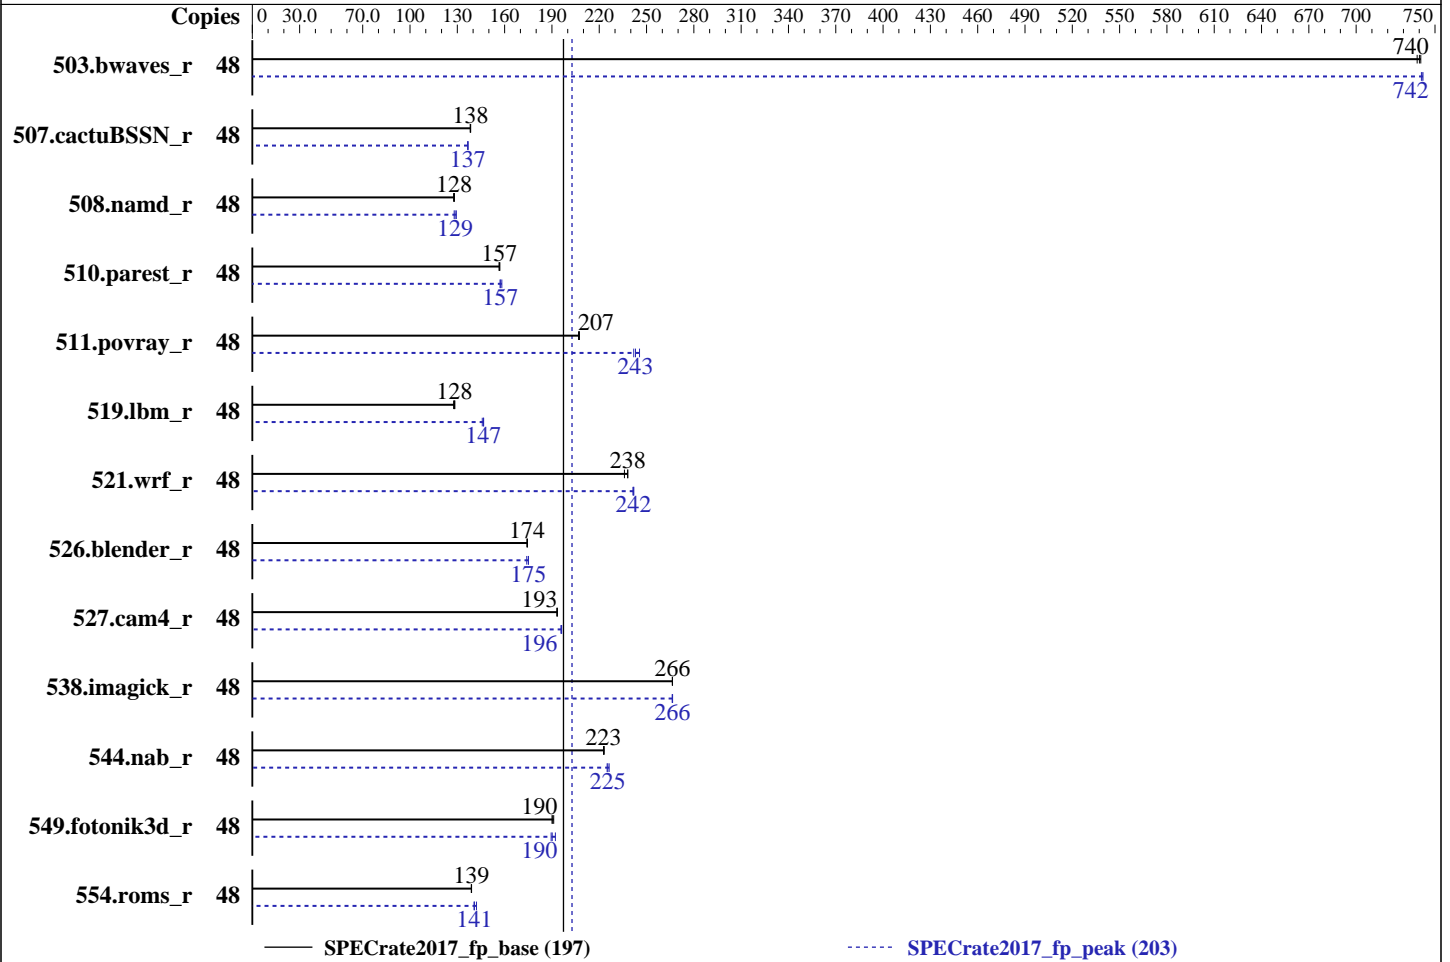 Copies 0 30.0 70.0 100 130 160 190 220 250 280 310 340 370 400 430 460 490 520 550 580 610 640 670 700 750
503.bwaves_r 48 740
742
507.cactuBSSN_r 48 138
137
508.namd_r 48 128
129
510.parest_r 48 157
157
511.povray_r 48 207
243
519.lbm_r 48 128
147
521.wrf_r 48 238
242
526.blender_r 48 174
175
527.cam4_r 48 193
196
538.imagick_r 48 266
266
544.nab_r 48 223
225
549.fotonik3d_r 48 190
190
554.roms_r 48 139
141
SPECrate2017_fp_base (197) SPECrate2017_fp_peak (203)